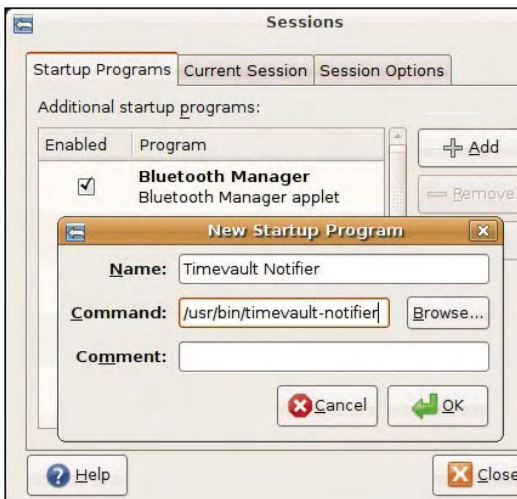 Sessions
Startup Programs Current Session Session Options
Additional startup programs:
Enabled Program
Add
Bluetooth Manager
Bluetooth Manager applet
Remove
New Startup Program
Name: Timevault Notifier
Command: /usr/bin/timevault-notifier Browse...
Comment:
Cancel OK
Help Close